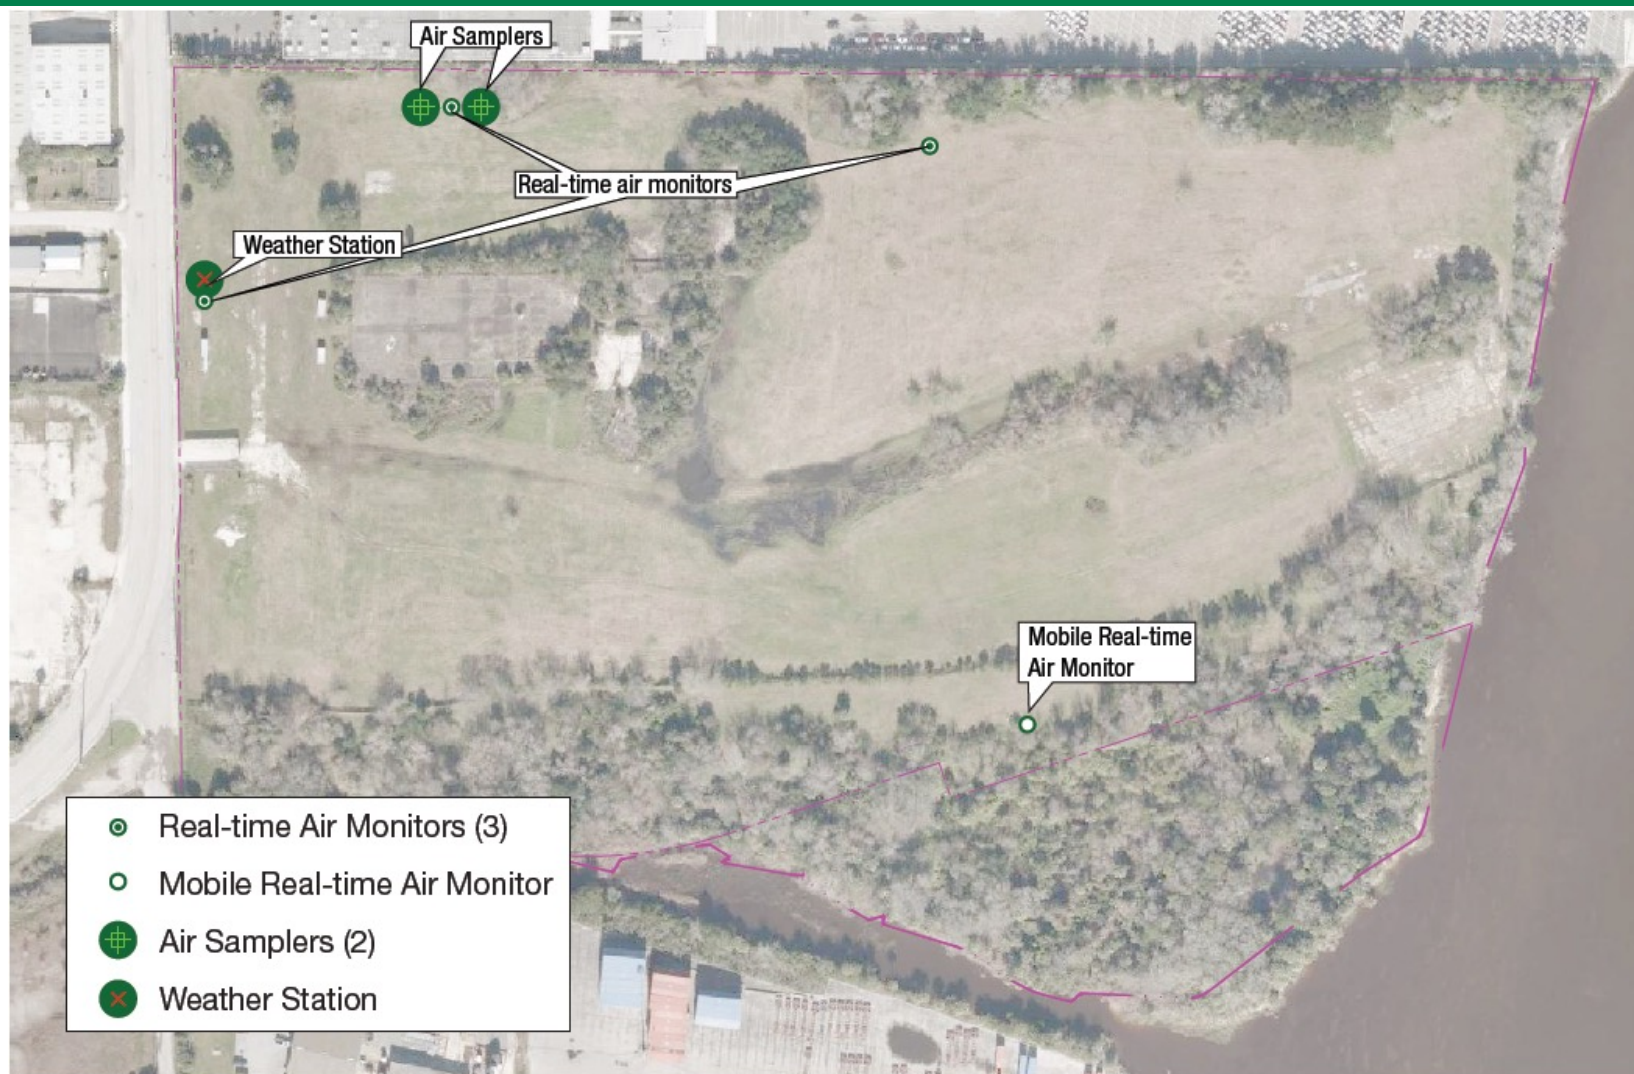 Air Samplers
Real-time air monitors
Weather Station
Mobile Real-time
Air Monitor
Real-time Air Monitors (3)
Mobile Real-time Air Monitor
Air Samplers (2)
Weather Station